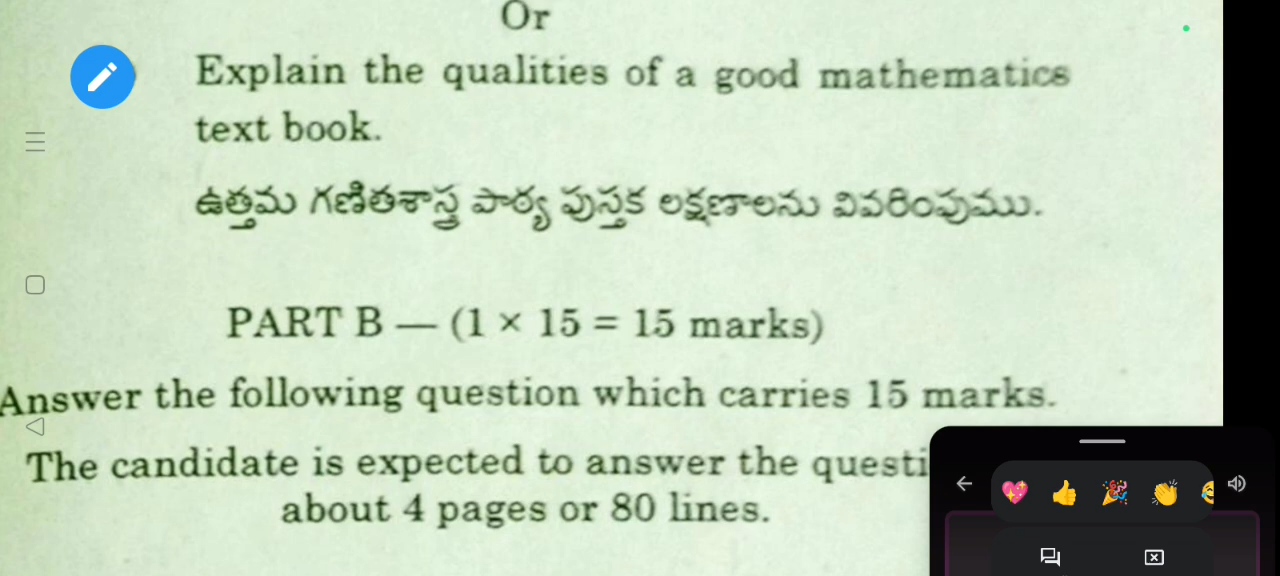 Or
Explain the qualities of a good mathematics
text book.
ఉత్తమ గణితశాస్త్ర పాఠ్య పుస్తక లక్షణాలను వివరింపుము.
PART B — (1 × 15 = 15 marks)
Answer the following question which carries 15 marks.
The candidate is expected to answer the
about 4 pages or 80 lines.